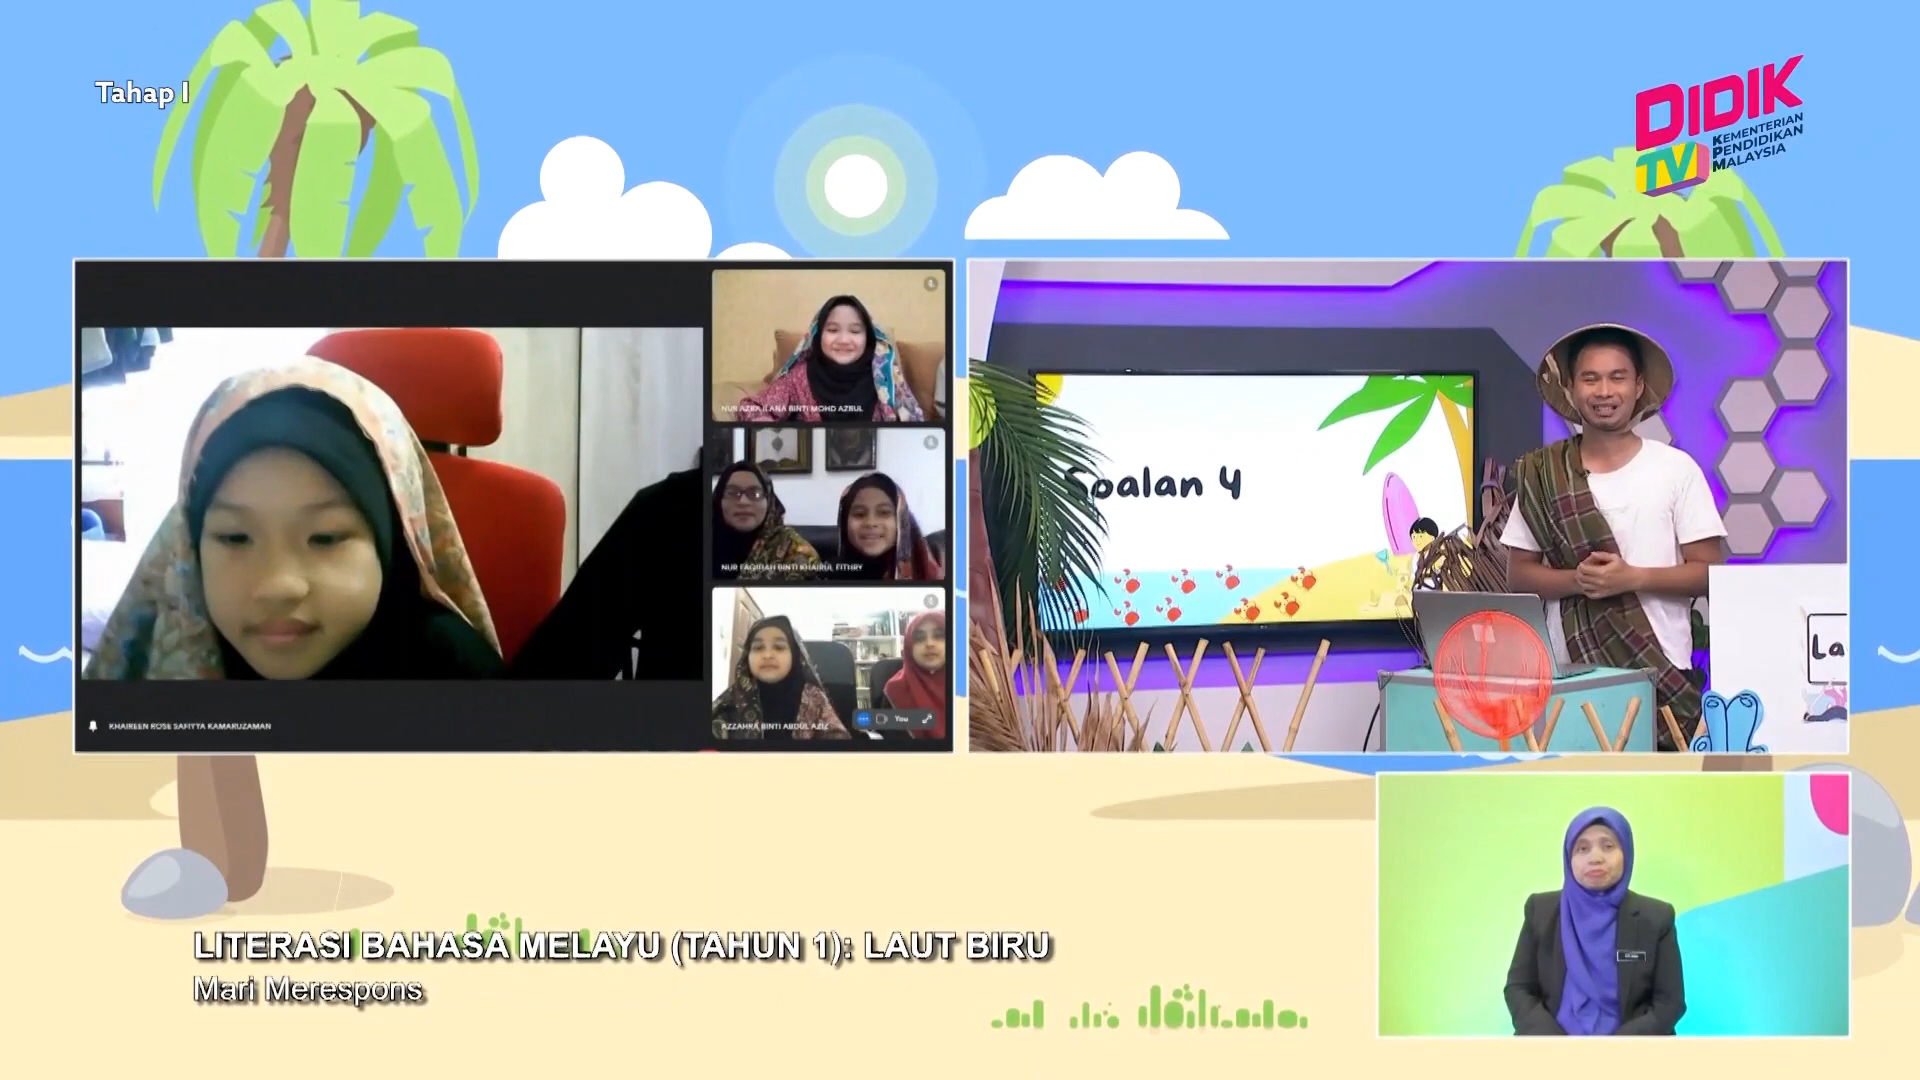 Tahap 1
DIDIK
TV
KEMENTERIAN
PENDIDIKAN
MALAYSIA
NUR AZRA ILANA BINTI MOHD AZRUL
NUR FAQIHAH BINTI KHAIRUL FITHRY
AZZAHRA BINTI ABDUL AZIZ
You
KHAIREEN ROSE SAFIYYA KAMARUZAMAN
Soalan 4
La
LITERASI BAHASA MELAYU (TAHUN 1): LAUT BIRU
Mari Merespons